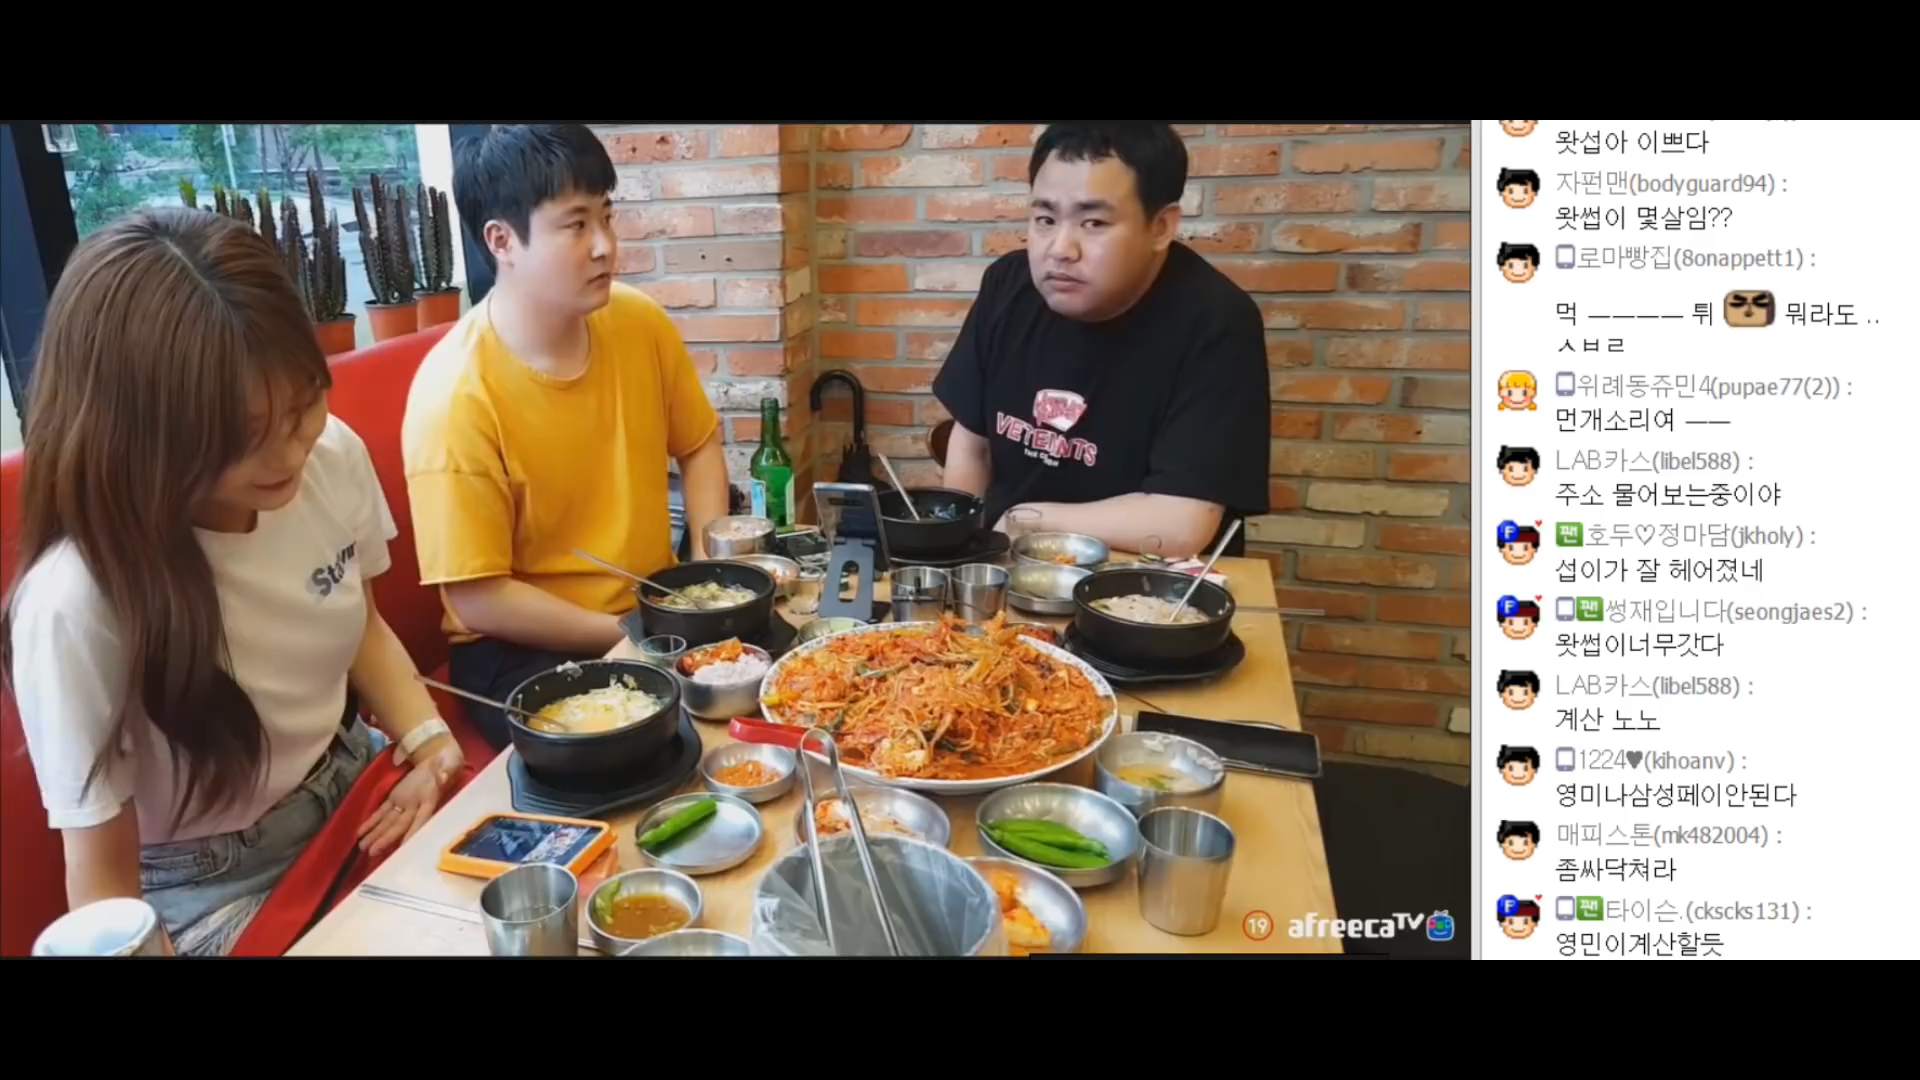 왓섭아 이쁘다
자펀맨(bodyguard94) :
왓썹이 몇살임??
로마빵집(8onappett1) :
먹 ㅡㅡㅡㅡ 튀 뭐라도 ..
ㅅㅂㄹ
위례동쥬민4(pupae77(2)) :
먼개소리여 ㅡㅡ
LAB카스(libel588) :
주소 물어보는중이야
팬 호두♡정마담(jkholy) :
섭이가 잘 헤어졌네
팬 썽재입니다(seongjaes2) :
왓썹이너무갓다
LAB카스(libel588) :
계산 노노
1224♥(kihoanv) :
영미나삼성페이안된다
매피스톤(mk482004) :
좀싸닥쳐라
팬 타이슨.(ckscks131) :
영민이계산할듯
19 afreecaTV